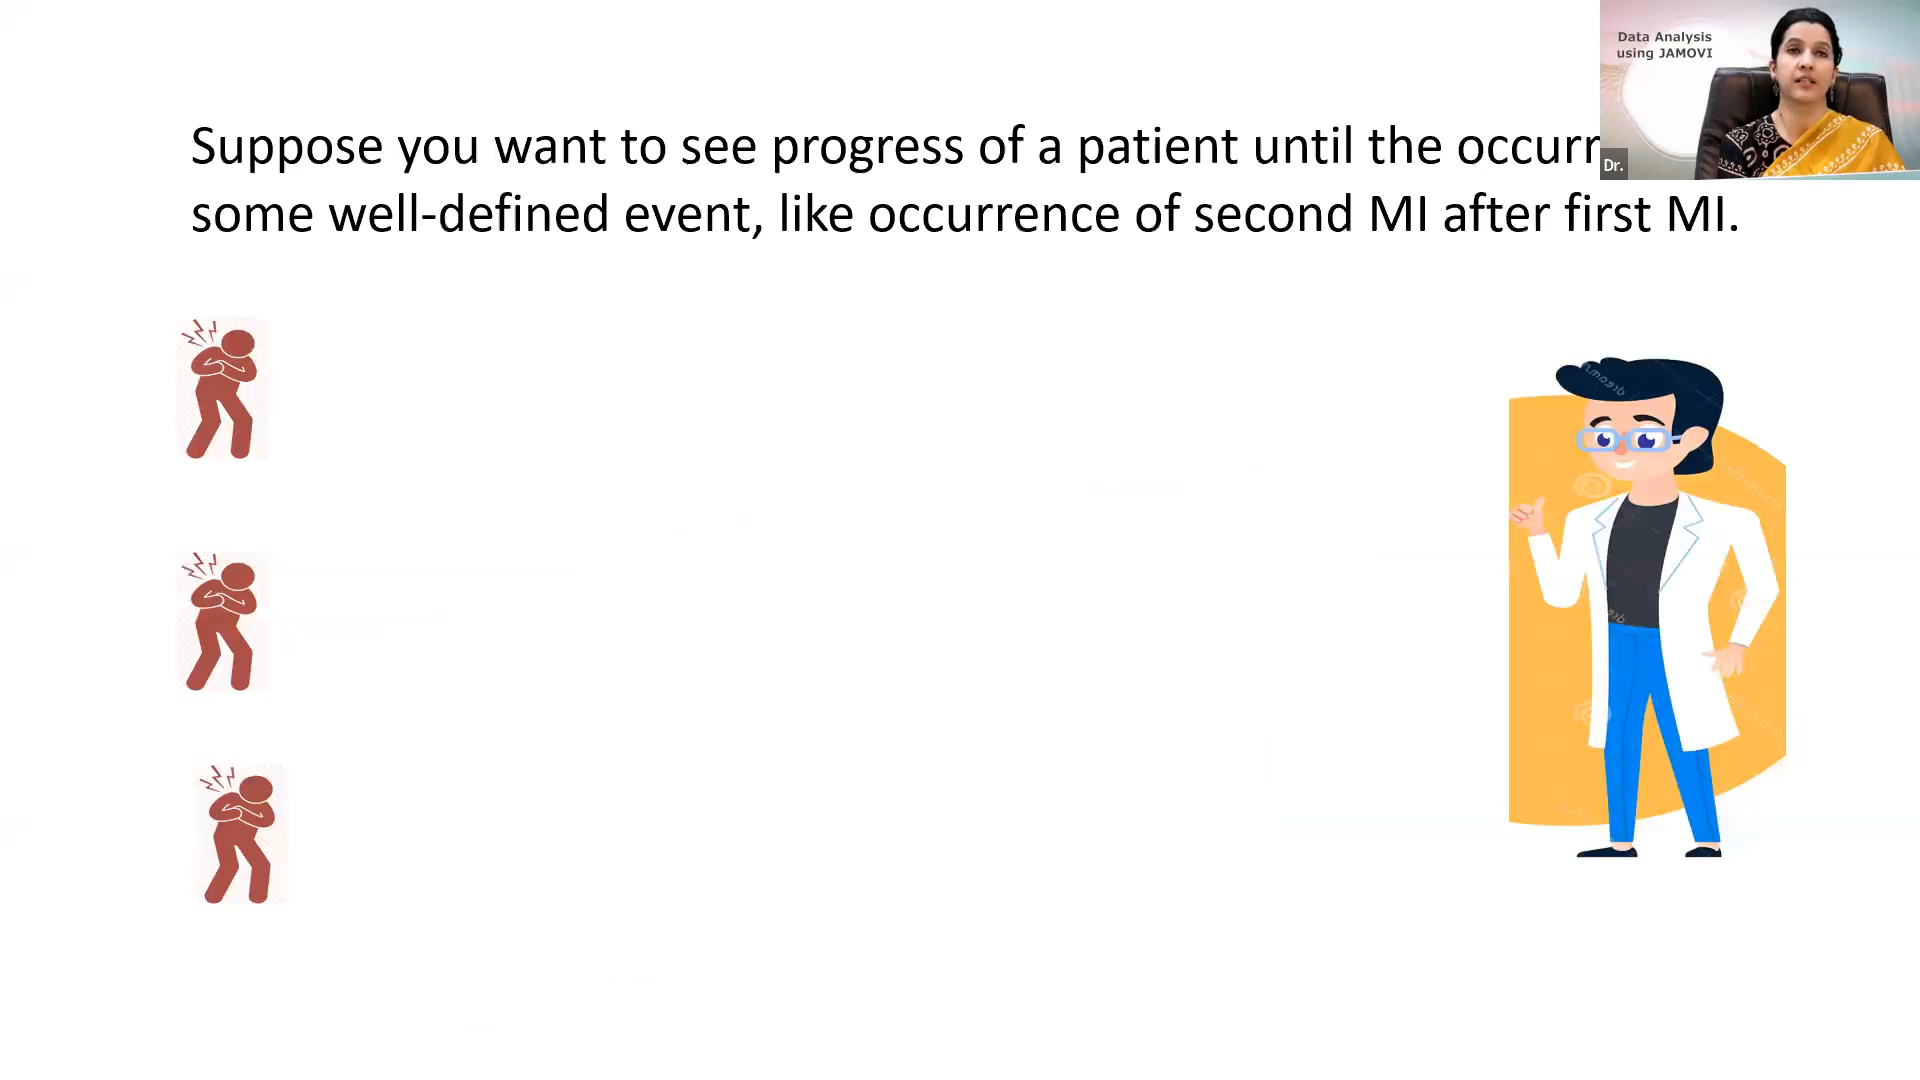 Data Analysis
using JAMOVI
Suppose you want to see progress of a patient until the occurr
Dr.
some well-defined event, like occurrence of second MI after first MI.